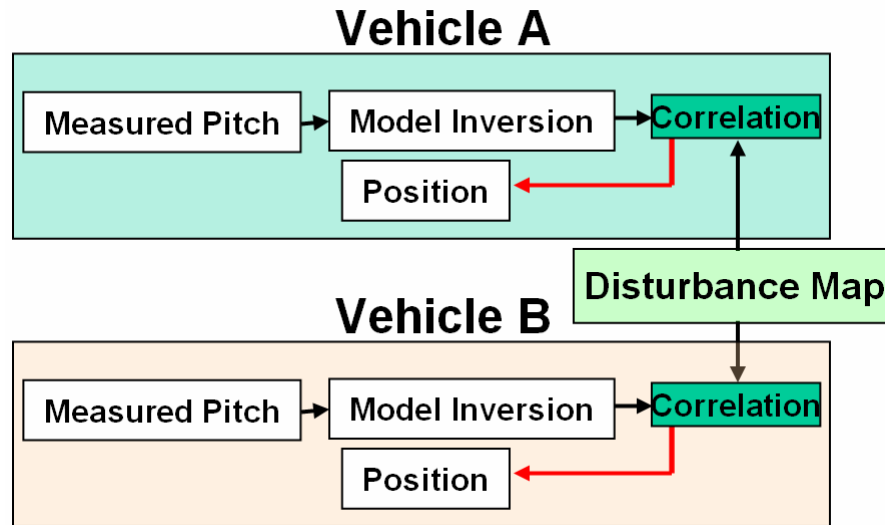 Vehicle A
Measured Pitch
Model Inversion
Correlation
Position
Disturbance Map
Vehicle B
Measured Pitch
Model Inversion
Correlation
Position